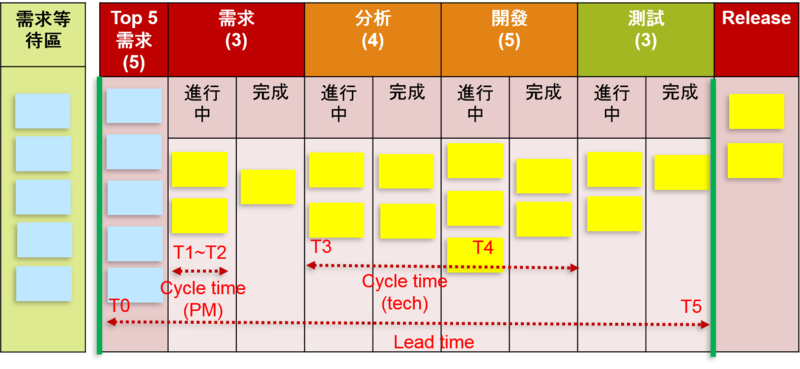 需求等
待區
Top 5
需求
(5)
需求
(3)
分析
(4)
開發
(5)
測試
(3)
Release
進行
中
完成
進行
中
完成
進行
中
完成
進行
中
完成
T1~T2
Cycle time
(PM)
T3
T4
Cycle time
(tech)
T0
T5
Lead time